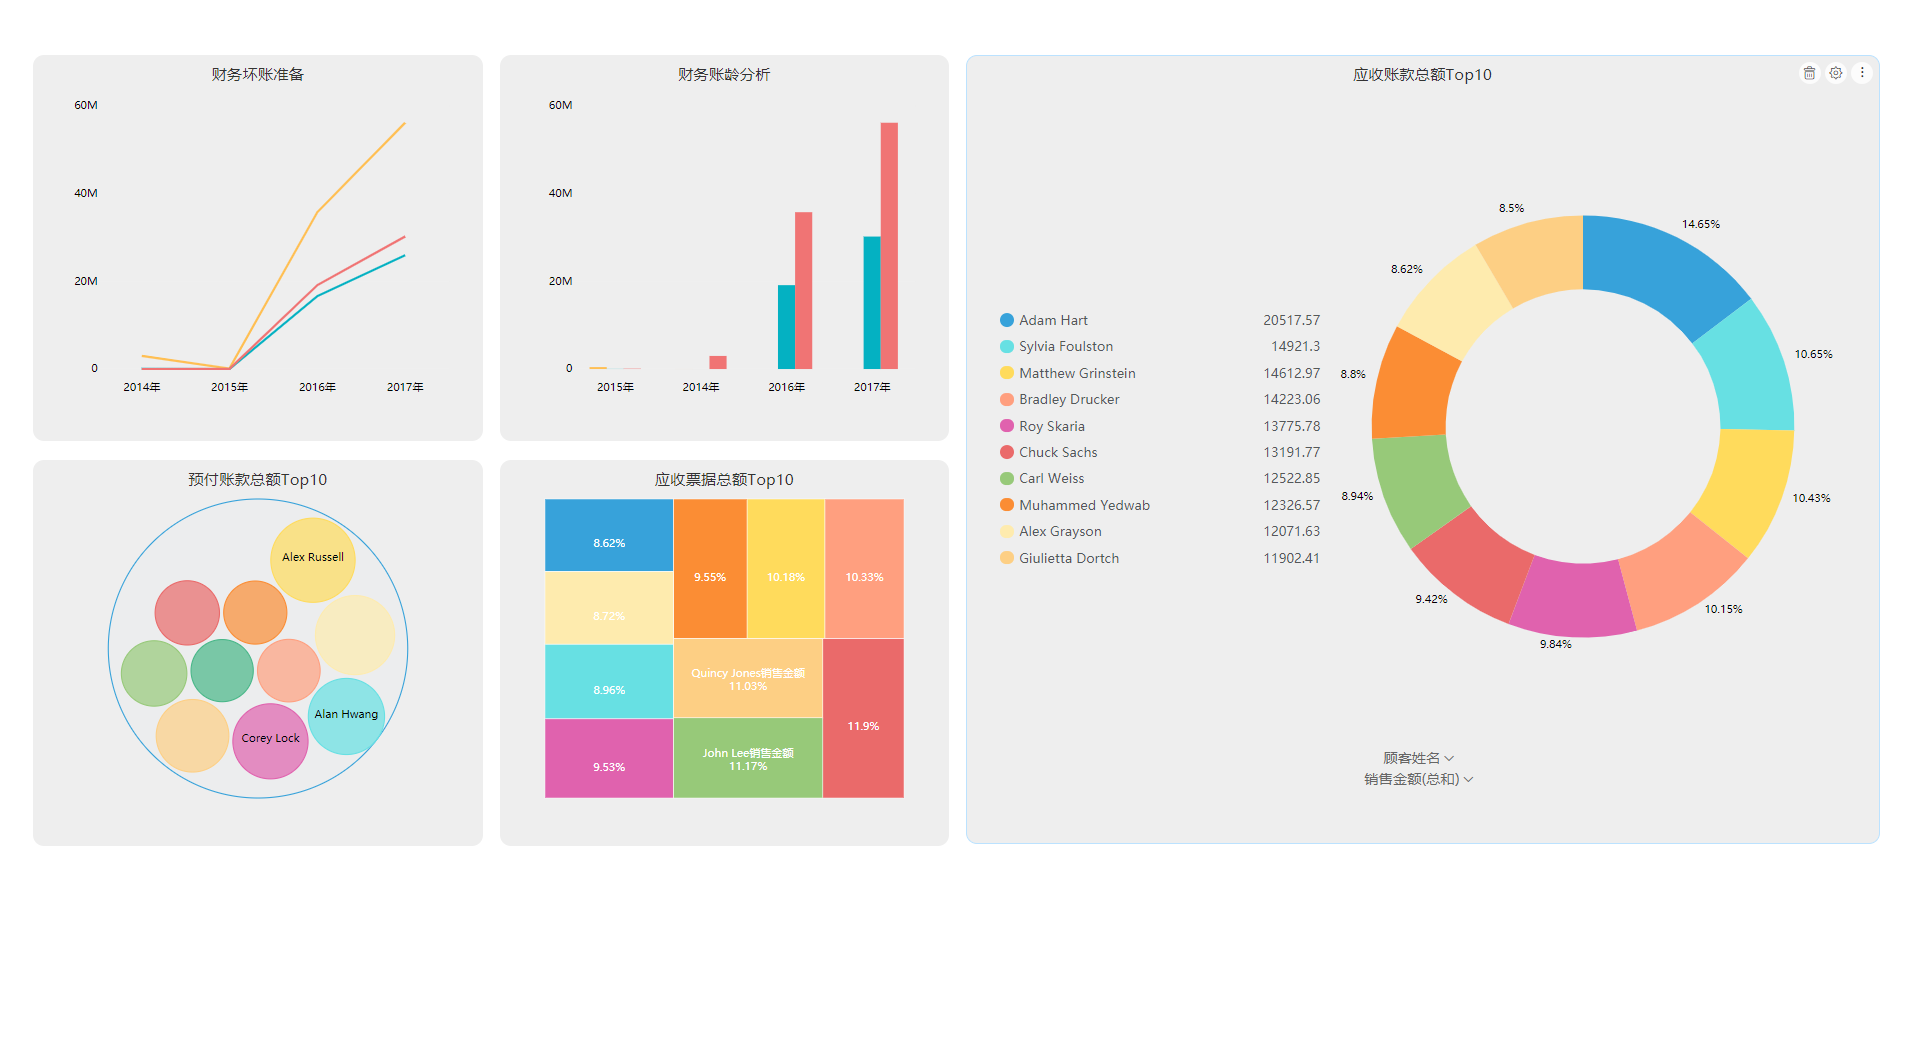 财务坏账准备
60M
40M
20M
0
2014年
2015年
2016年
2017年
财务账龄分析
60M
40M
20M
0
2015年
2014年
2016年
2017年
应收账款总额Top10
Adam Hart 20517.57
Sylvia Foulston 14921.3
Matthew Grinstein 14612.97
Bradley Drucker 14223.06
Roy Skaria 13775.78
Chuck Sachs 13191.77
Carl Weiss 12522.85
Muhammed Yedwab 12326.57
Alex Grayson 12071.63
Giulietta Dortch 11902.41
14.65%
10.65%
10.43%
10.15%
9.84%
9.42%
8.94%
8.8%
8.62%
8.5%
顾客姓名
销售金额(总和)
预付账款总额Top10
Alex Russell
Alan Hwang
Corey Lock
应收票据总额Top10
8.62%
8.72%
8.96%
9.53%
9.55%
10.18%
10.33%
Quincy Jones销售金额
11.03%
John Lee销售金额
11.17%
11.9%